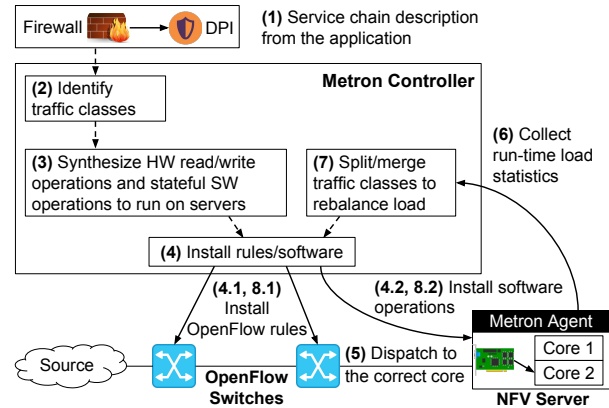 Firewall
DPI
(1) Service chain description
from the application
Metron Controller
(2) Identify
traffic classes
(3) Synthesize HW read/write
operations and stateful SW
operations to run on servers
(7) Split/merge
traffic classes to
rebalance load
(6) Collect
run-time load
statistics
(4) Install rules/software
(4.1, 8.1)
Install
OpenFlow rules
(4.2, 8.2) Install software
operations
Metron Agent
Core 1
Core 2
NFV Server
Source
(5) Dispatch to
the correct core
OpenFlow
Switches